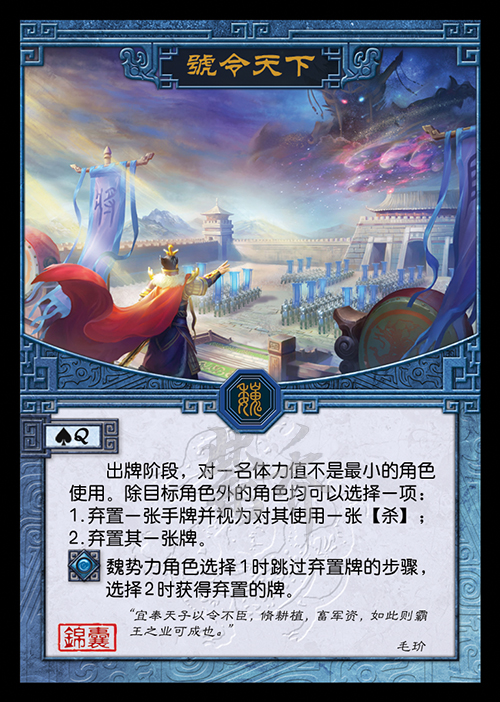 號令天下
將
魏
♠Q
出牌阶段，对一名体力值不是最小的角色
使用。除目标角色外的角色均可以选择一项：
1.弃置一张手牌并视为对其使用一张【杀】；
2.弃置其一张牌。
魏势力角色选择1时跳过弃置牌的步骤，
选择2时获得弃置的牌。
“宜奉天子以令不臣，脩耕植，畜军资，如此则霸
王之业可成也。”
毛玠
錦囊